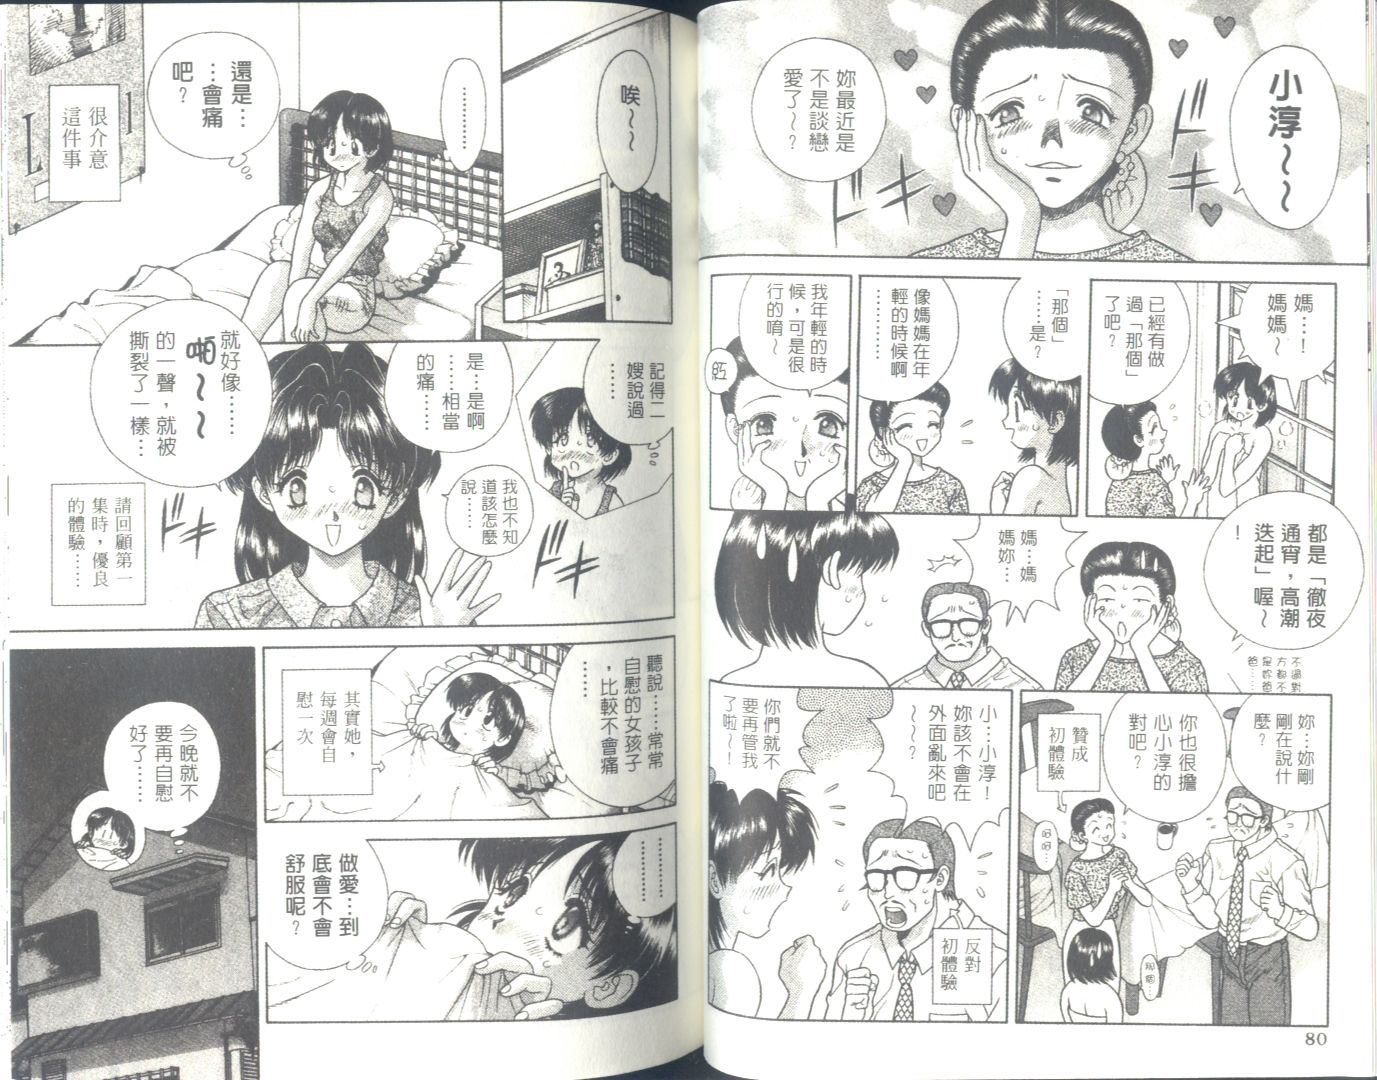 小淳～～
妳最近是
不是談戀
愛了～？
ドキ
ドキ
媽…！
媽媽～
已經有做
過「那個」
了吧？
「那個」
……是？
像媽媽在年
輕的時候啊
…………
我年輕的時
候，可是很
行的唷～
都是「徹夜
通宵，高潮
迭起」喔～
！
媽…媽
媽妳…
妳…妳剛
剛在說什
麼？
你也很擔
心小淳的
對吧？
贊成
初體驗
呵呵…
那個…
小…小淳！
妳該不會在
外面亂來吧
～～？
反對
初體驗
你們就不
要再管我
了啦～！
80
唉～～
…………
還是…
…會痛
吧？
很介意
這件事
記得二
嫂說過
……
是…是啊
……相當
的痛……
我也不知
道該怎麼
說……
就好像……
啪～～
的一聲，就被
撕裂了一樣…
ドキ
ドキ
請回顧第一
集時，優良
的體驗……
聽說……常常
自慰的女孩子
，比較不會痛
……
其實她，
每週會自
慰一次
…………
做愛…到
底會不會
舒服呢？
今晚就不
要再自慰
好了……